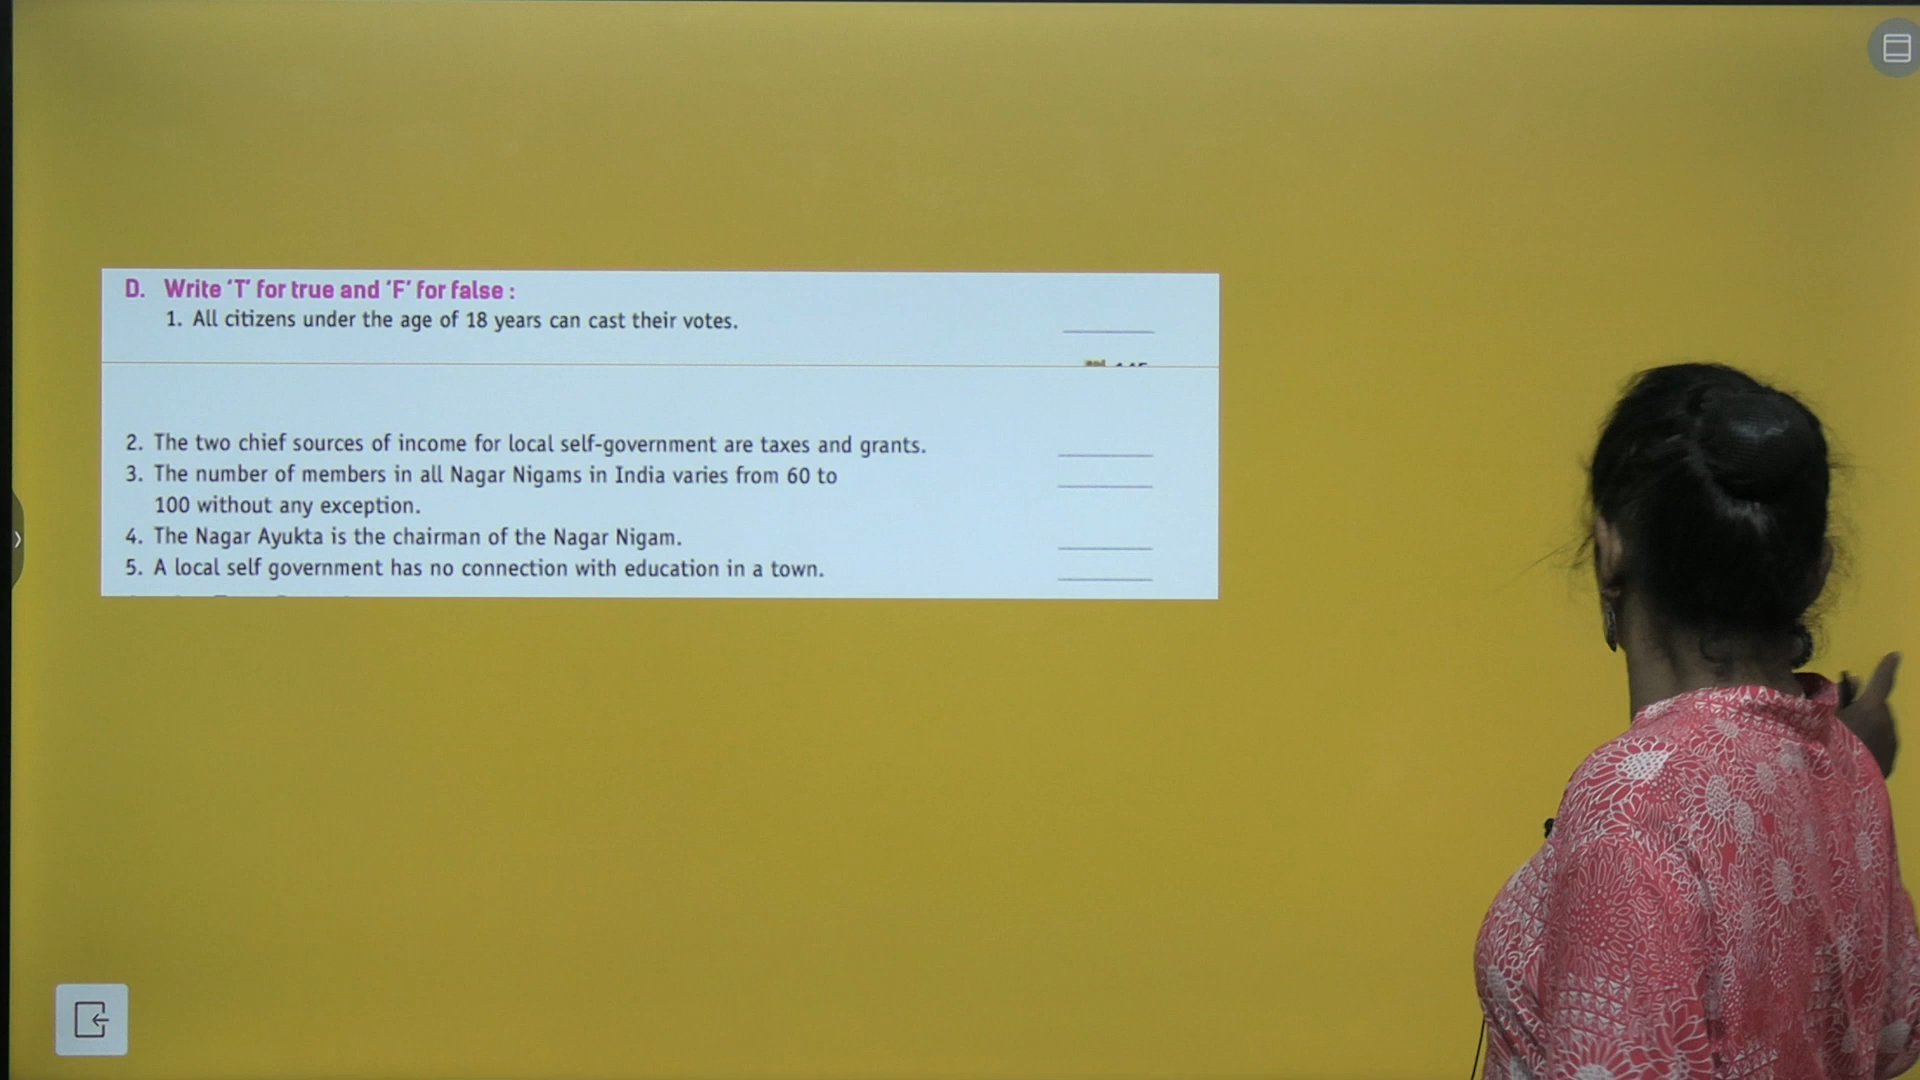 D. Write 'T' for true and 'F' for false :
1. All citizens under the age of 18 years can cast their votes.
2. The two chief sources of income for local self-government are taxes and grants.
3. The number of members in all Nagar Nigams in India varies from 60 to
100 without any exception.
4. The Nagar Ayukta is the chairman of the Nagar Nigam.
5. A local self government has no connection with education in a town.